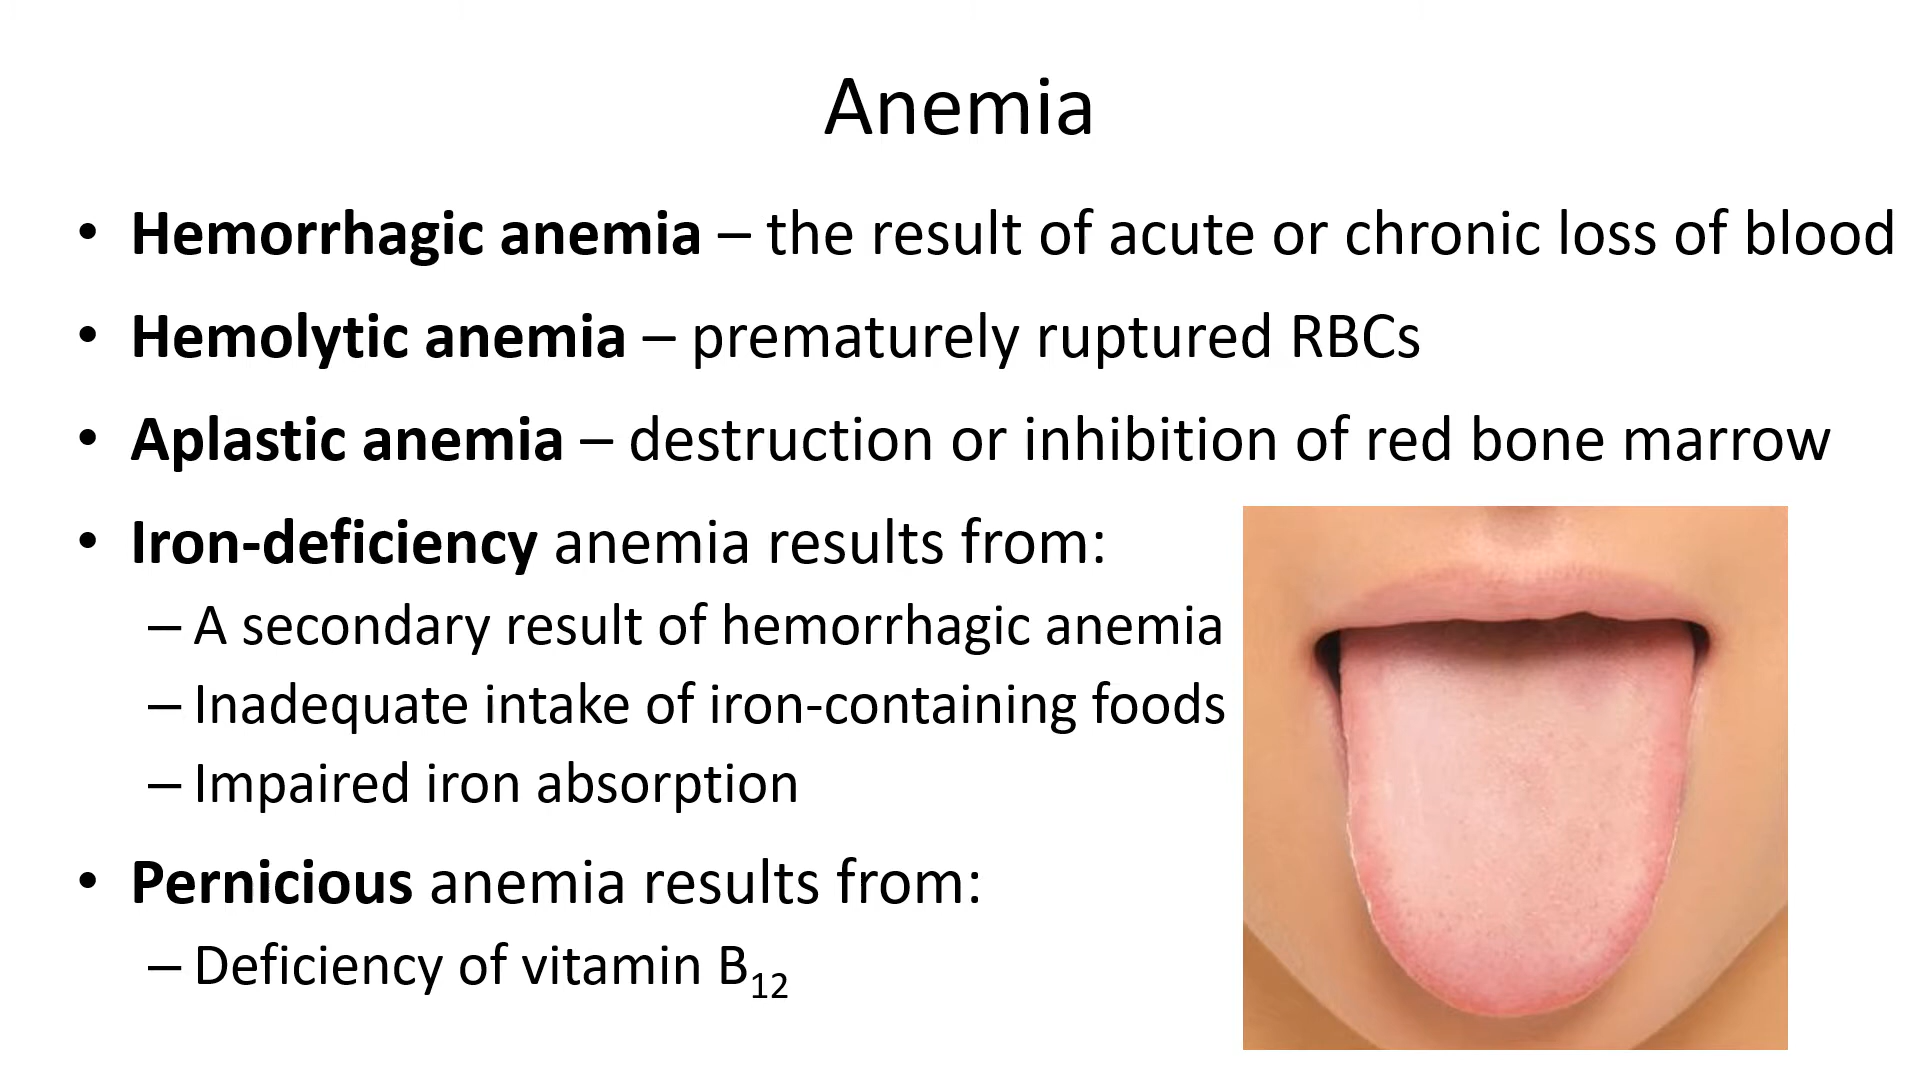 Anemia
• Hemorrhagic anemia – the result of acute or chronic loss of blood
• Hemolytic anemia – prematurely ruptured RBCs
• Aplastic anemia – destruction or inhibition of red bone marrow
• Iron-deficiency anemia results from:
– A secondary result of hemorrhagic anemia
– Inadequate intake of iron-containing foods
– Impaired iron absorption
• Pernicious anemia results from:
– Deficiency of vitamin B₁₂